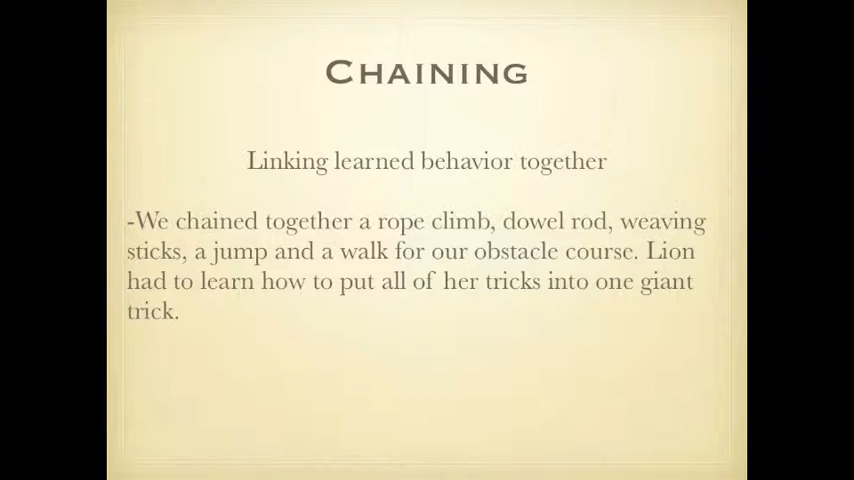 CHAINING
Linking learned behavior together
-We chained together a rope climb, dowel rod, weaving
sticks, a jump and a walk for our obstacle course. Lion
had to learn how to put all of her tricks into one giant
trick.